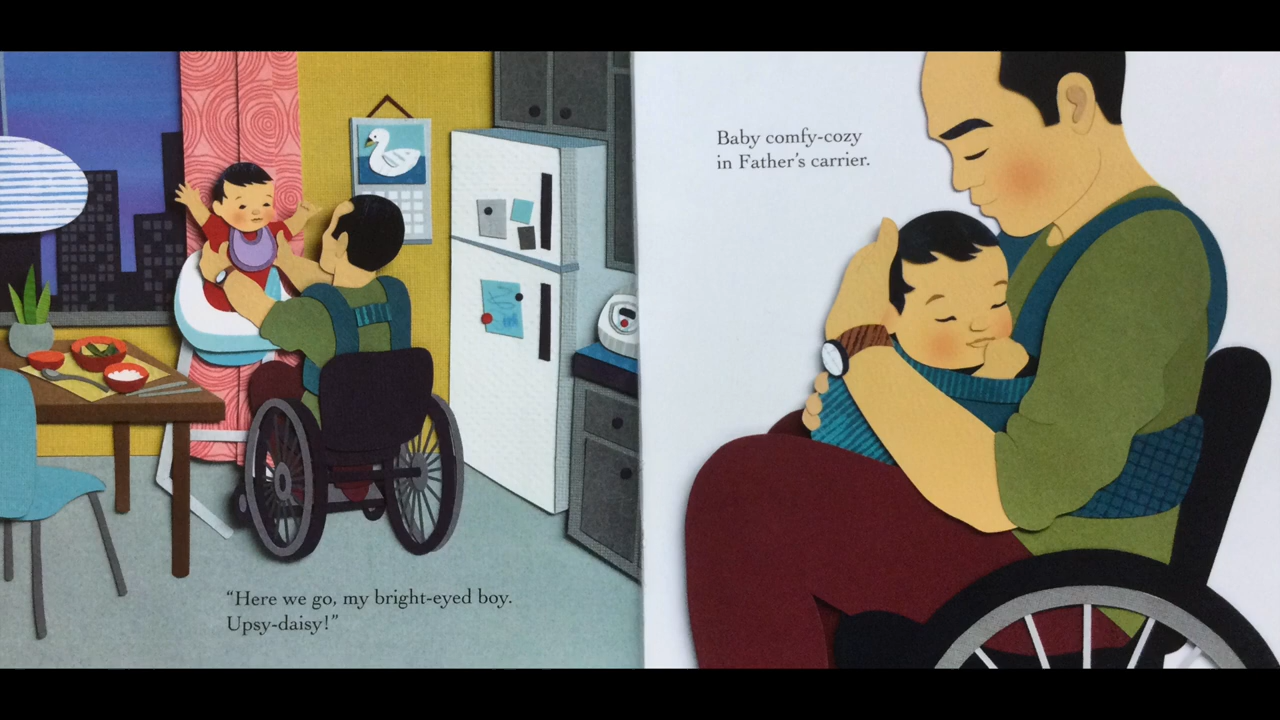 “Here we go, my bright-eyed boy.
Upsy-daisy!”
Baby comfy-cozy
in Father’s carrier.